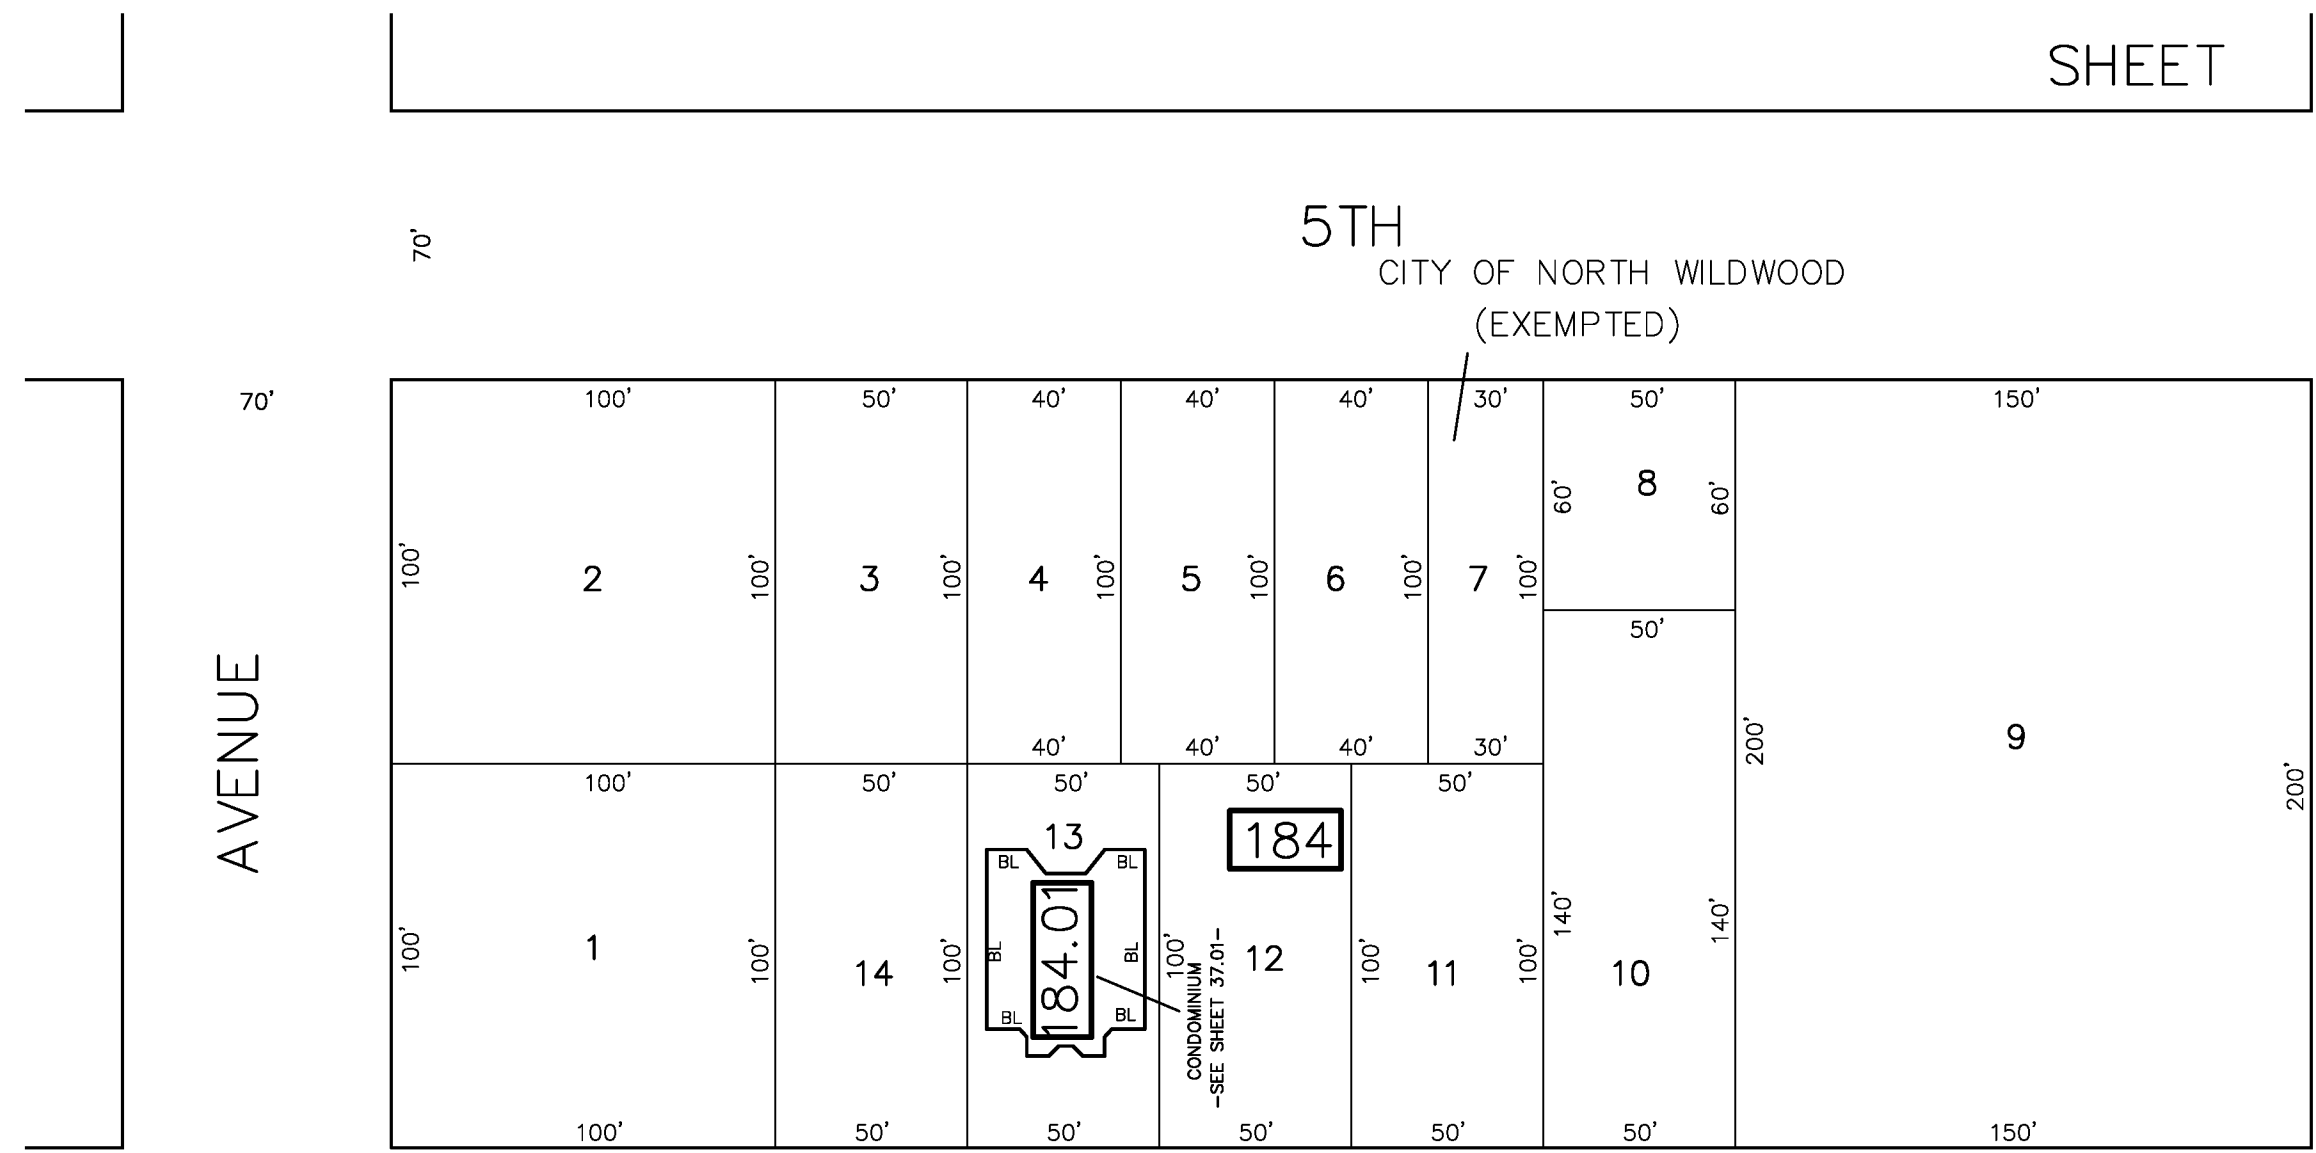 SHEET
5TH
70'
CITY OF NORTH WILDWOOD
(EXEMPTED)
70'
100' 50' 40' 40' 40' 30' 50' 150'
8
60' 60'
100' 2 100' 3 100' 4 100' 5 100' 6 100' 7 100'
50'
AVENUE
200' 9
40' 40' 40' 30'
100' 50' 50' 50' 50'
200'
13 184
BL BL
184.01
140' 140'
100' 1 100' 14 100' BL BL 100' 12 100' 11 100' 10
BL BL
CONDOMINIUM
-SEE SHEET 37.01-
100' 50' 50' 50' 50' 50' 150'